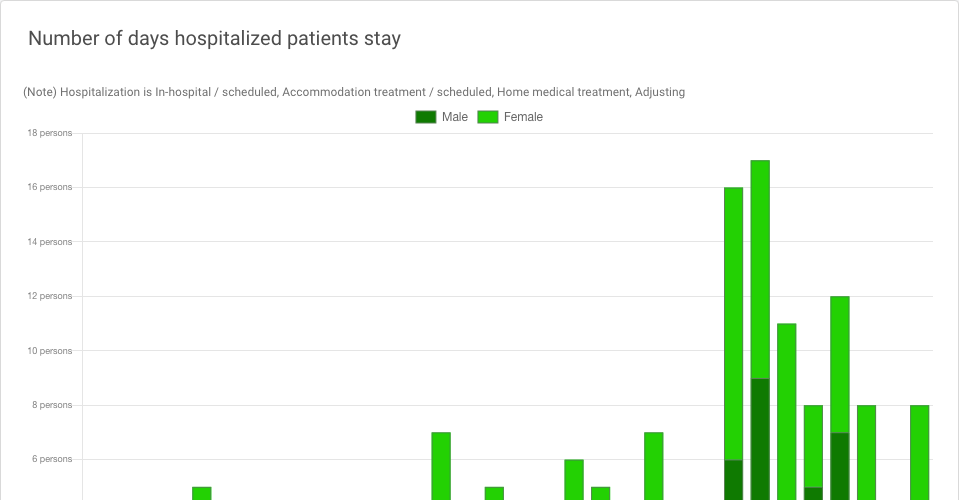 Number of days hospitalized patients stay
(Note) Hospitalization is In-hospital / scheduled, Accommodation treatment / scheduled, Home medical treatment, Adjusting
Male Female
18 persons
16 persons
14 persons
12 persons
10 persons
8 persons
6 persons